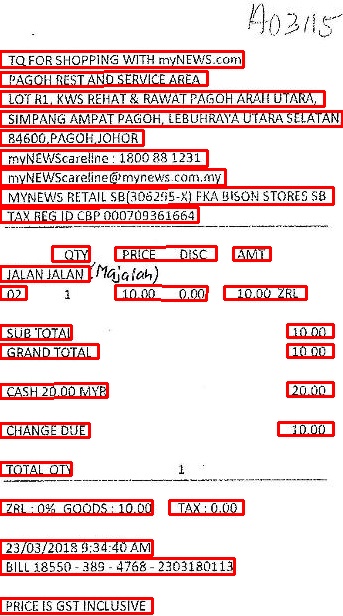 A03/15
TQ FOR SHOPPING WITH myNEWS.com
PAGOH REST AND SERVICE AREA
LOT R1, KWS REHAT & RAWAT PAGOH ARAH UTARA,
SIMPANG AMPAT PAGOH, LEBUHRAYA UTARA SELATAN
84600,PAGOH,JOHOR
myNEWScareline : 1800 88 1231
myNEWScareline@mynews.com.my
MYNEWS RETAIL SB(306295-X) FKA BISON STORES SB
TAX REG ID CBP 000709361664
QTY PRICE DISC AMT
JALAN JALAN (Majalah)
02 1 10.00 0.00 10.00 ZRL
SUB TOTAL 10.00
GRAND TOTAL 10.00
CASH 20.00 MYR 20.00
CHANGE DUE 10.00
TOTAL QTY 1
ZRL : 0% GOODS : 10.00 TAX : 0.00
23/03/2018 9:34:40 AM
BILL 18550 - 389 - 4768 - 2303180113
PRICE IS GST INCLUSIVE